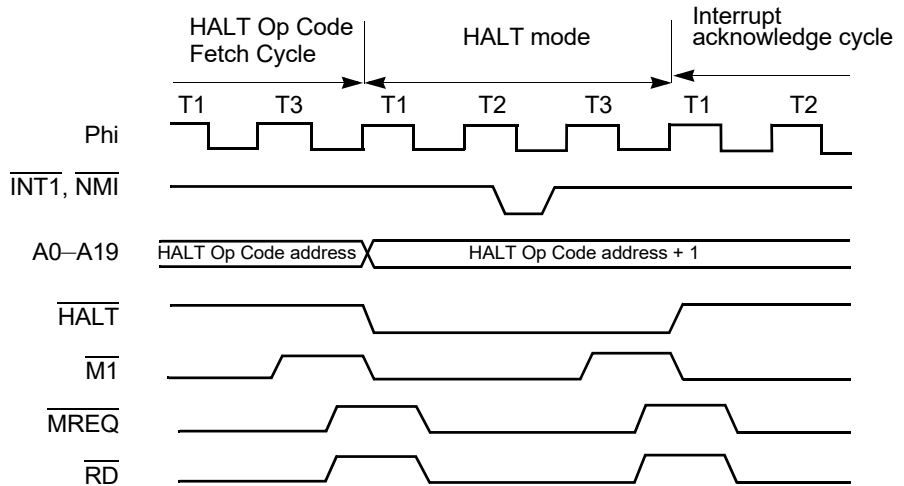 HALT Op Code
Fetch Cycle
HALT mode
Interrupt
acknowledge cycle
T1 T3 T1 T2 T3 T1 T2
Phi
INT1, NMI
A0–A19
HALT Op Code address
HALT Op Code address + 1
HALT
M1
MREQ
RD